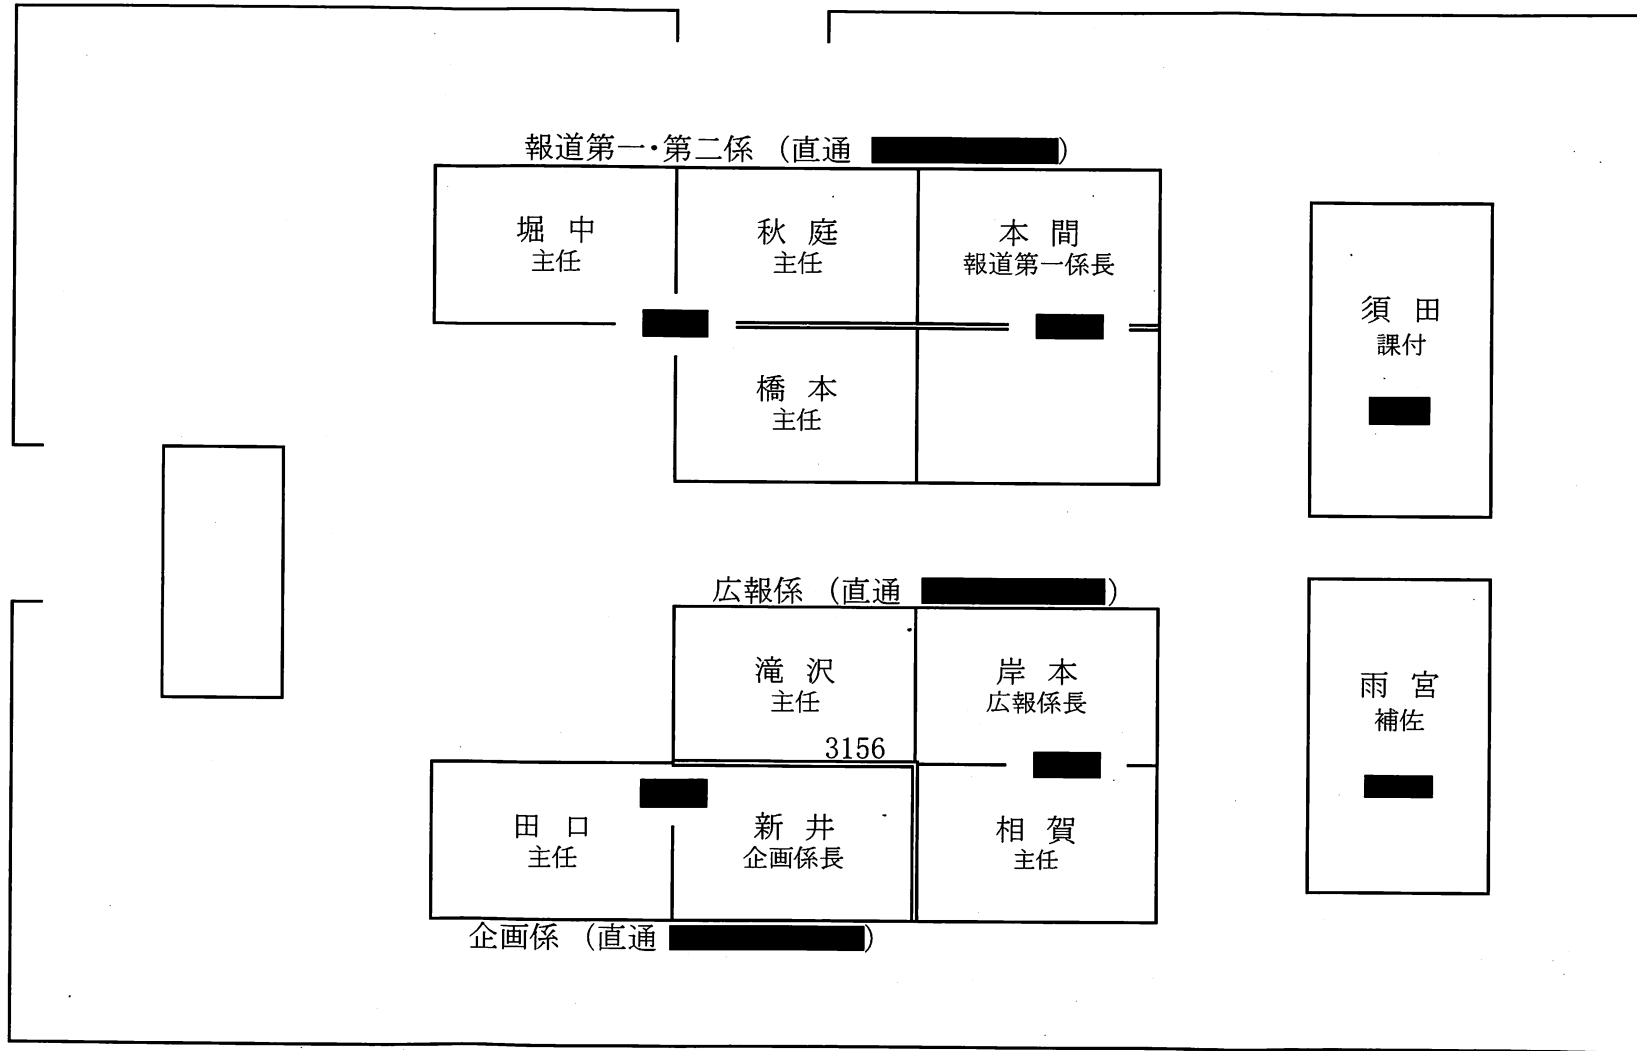 報道第一・第二係 (直通 )
堀 中
主任
秋 庭
主任
本 間
報道第一係長
橋 本
主任
須 田
課付
広報係 (直通 )
滝 沢
主任
3156
岸 本
広報係長
田 口
主任
新 井
企画係長
相 賀
主任
企画係 (直通 )
雨 宮
補佐